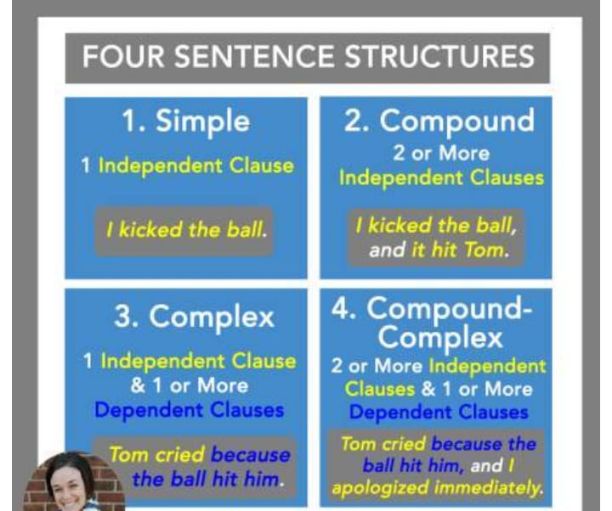 FOUR SENTENCE STRUCTURES
1. Simple
1 Independent Clause
I kicked the ball.
2. Compound
2 or More
Independent Clauses
I kicked the ball,
and it hit Tom.
3. Complex
1 Independent Clause
& 1 or More
Dependent Clauses
Tom cried because
the ball hit him.
4. Compound-
Complex
2 or More Independent
Clauses & 1 or More
Dependent Clauses
Tom cried because the
ball hit him, and I
apologized immediately.